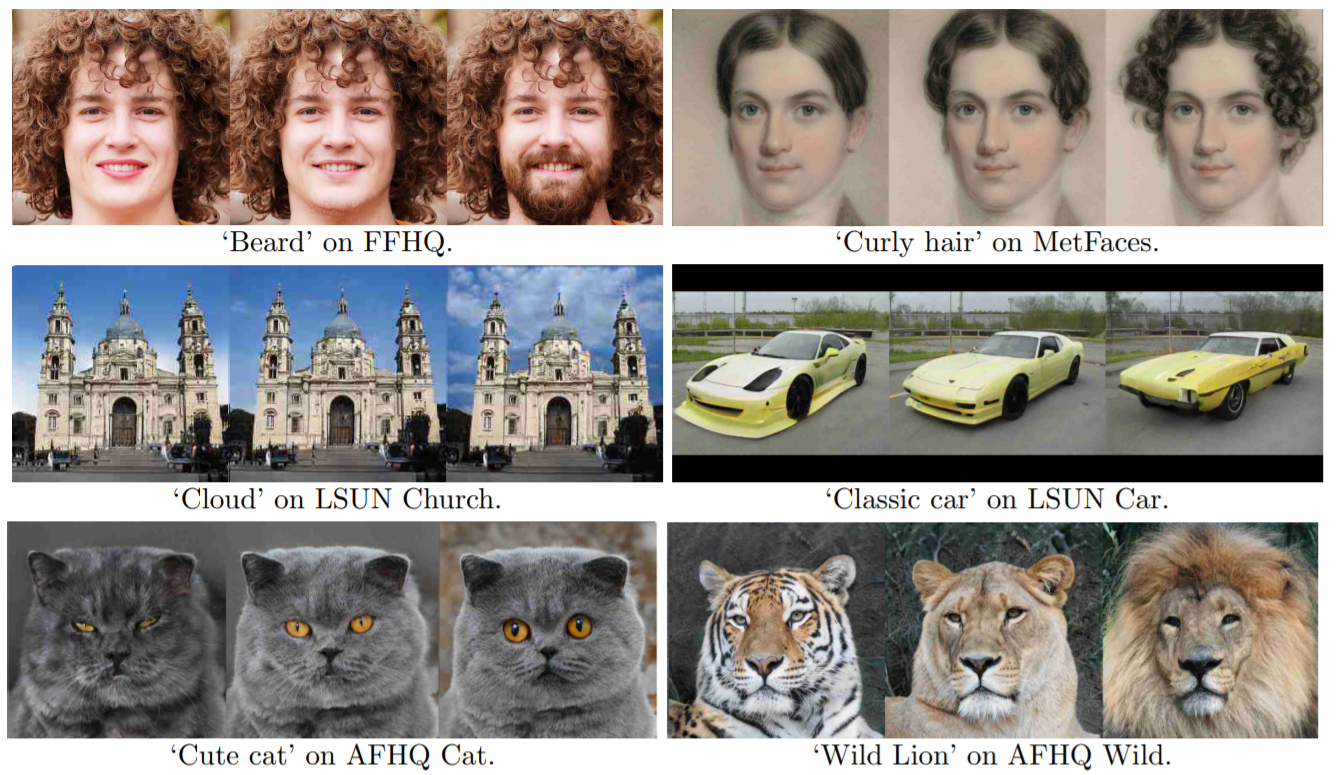 ‘Beard’ on FFHQ.
‘Curly hair’ on MetFaces.
‘Cloud’ on LSUN Church.
‘Classic car’ on LSUN Car.
‘Cute cat’ on AFHQ Cat.
‘Wild Lion’ on AFHQ Wild.